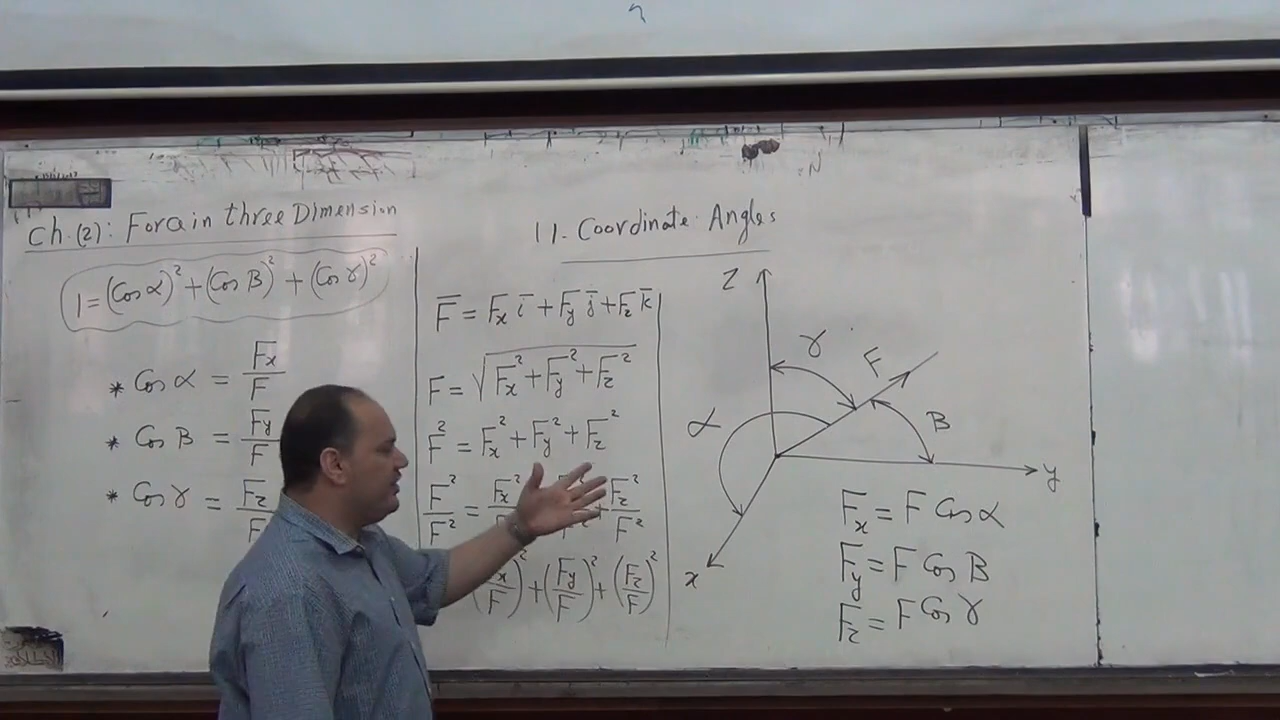 Ch.(2): Force in three Dimension
1 = (Cos α)² + (Cos B)² + (Cos γ)²
* Cos α = Fx/F
* Cos B = Fy/F
* Cos γ = Fz/F
11. Coordinate Angles
F̄ = Fx ī + Fy j̄ + Fz k̄
F = √(Fx² + Fy² + Fz²)
F² = Fx² + Fy² + Fz²
F²/F² = Fx² + Fz²/F²
x/F)² + (Fy/F)² + (Fz/F)²
Z
γ
F
α
B
y
x
Fx = F Cos α
Fy = F Cos B
Fz = F Cos γ